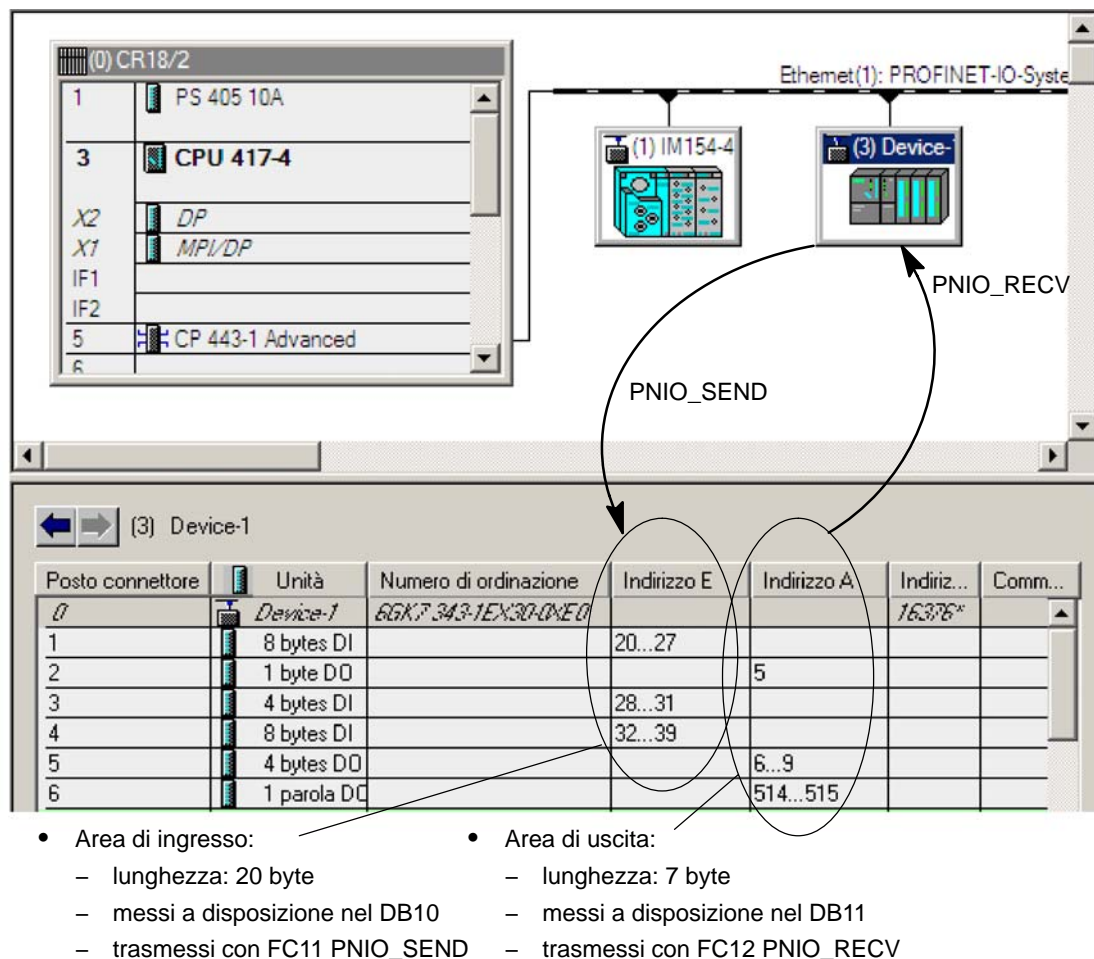 (0) CR18/2
1 PS 405 10A
3 CPU 417-4
X2 DP
X1 MPI/DP
IF1
IF2
5 CP 443-1 Advanced
6
Ethernet(1): PROFINET-IO-Syste
(1) IM154-4
(3) Device-1
PNIO_RECV
PNIO_SEND
(3) Device-1
Posto connettore Unità Numero di ordinazione Indirizzo E Indirizzo A Indiriz... Comm...
0 Device-1 6GK7 343-1EX30-0XE0 16376*
1 8 bytes DI 20...27
2 1 byte DO 5
3 4 bytes DI 28...31
4 8 bytes DI 32...39
5 4 bytes DO 6...9
6 1 parola DO 514...515
• Area di ingresso:
– lunghezza: 20 byte
– messi a disposizione nel DB10
– trasmessi con FC11 PNIO_SEND
• Area di uscita:
– lunghezza: 7 byte
– messi a disposizione nel DB11
– trasmessi con FC12 PNIO_RECV